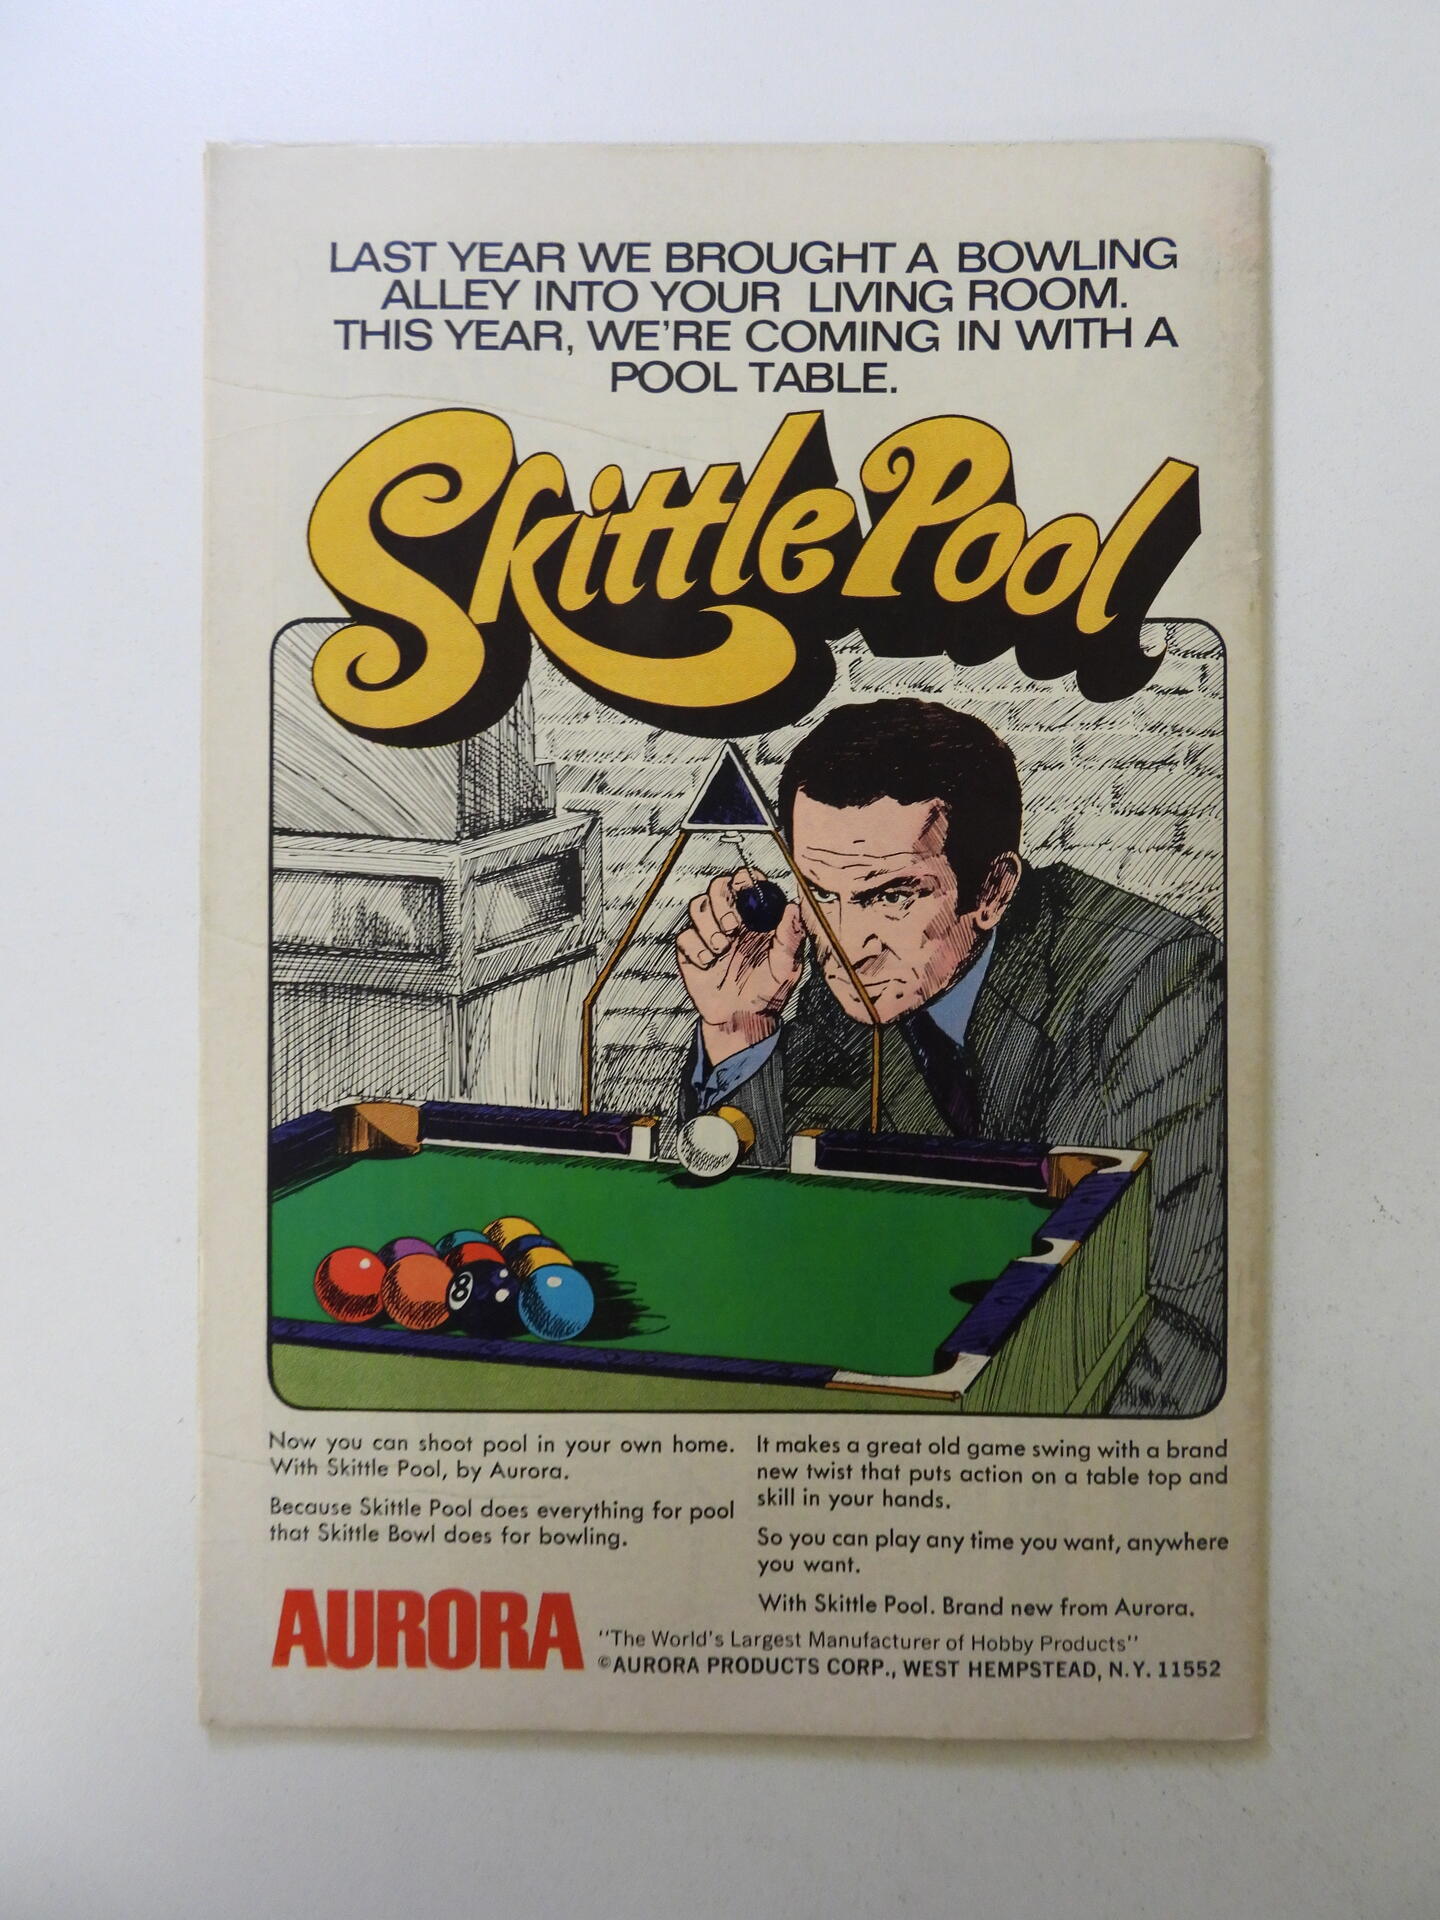 LAST YEAR WE BROUGHT A BOWLING
ALLEY INTO YOUR LIVING ROOM.
THIS YEAR, WE'RE COMING IN WITH A
POOL TABLE.
Skittle Pool
8
Now you can shoot pool in your own home.
With Skittle Pool, by Aurora.
Because Skittle Pool does everything for pool
that Skittle Bowl does for bowling.
It makes a great old game swing with a brand
new twist that puts action on a table top and
skill in your hands.
So you can play any time you want, anywhere
you want.
With Skittle Pool. Brand new from Aurora.
AURORA
"The World's Largest Manufacturer of Hobby Products"
©AURORA PRODUCTS CORP., WEST HEMPSTEAD, N.Y. 11552